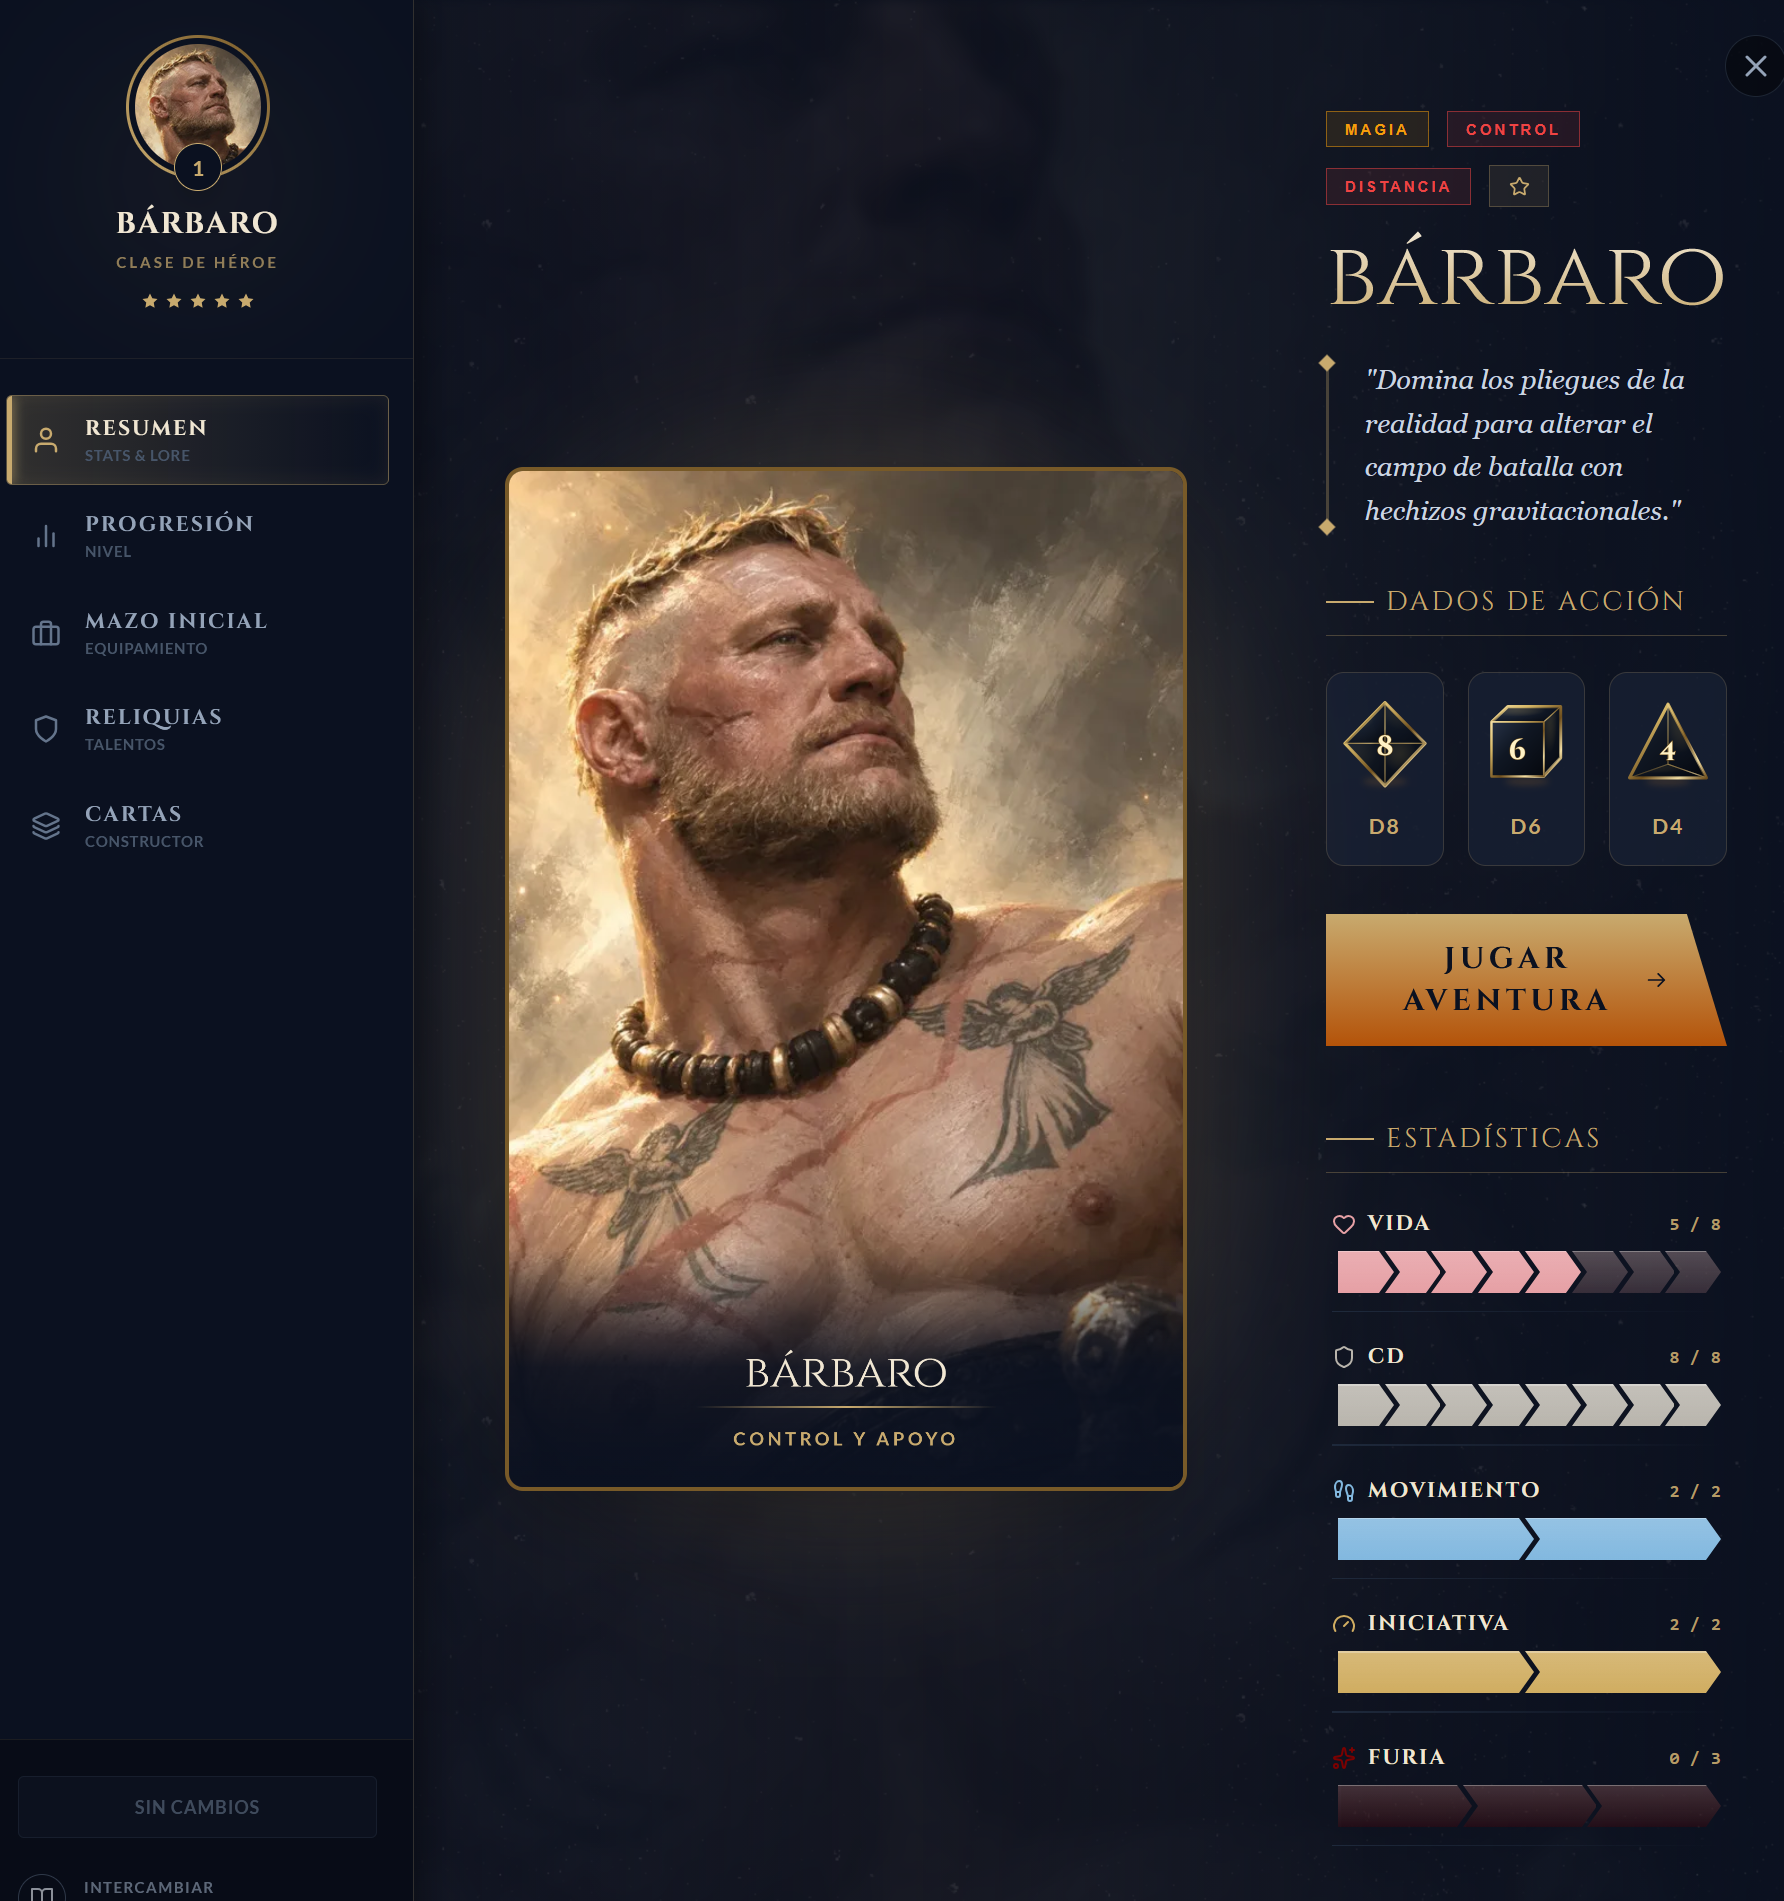 1
BÁRBARO
CLASE DE HÉROE
RESUMEN
STATS & LORE
PROGRESIÓN
NIVEL
MAZO INICIAL
EQUIPAMIENTO
RELIQUIAS
TALENTOS
CARTAS
CONSTRUCTOR
SIN CAMBIOS
INTERCAMBIAR
BÁRBARO
CONTROL Y APOYO
MAGIA
CONTROL
DISTANCIA
BÁRBARO
"Domina los pliegues de la
realidad para alterar el
campo de batalla con
hechizos gravitacionales."
DADOS DE ACCIÓN
8
6
4
D8
D6
D4
JUGAR
AVENTURA
ESTADÍSTICAS
VIDA
5 / 8
CD
8 / 8
MOVIMIENTO
2 / 2
INICIATIVA
2 / 2
FURIA
0 / 3